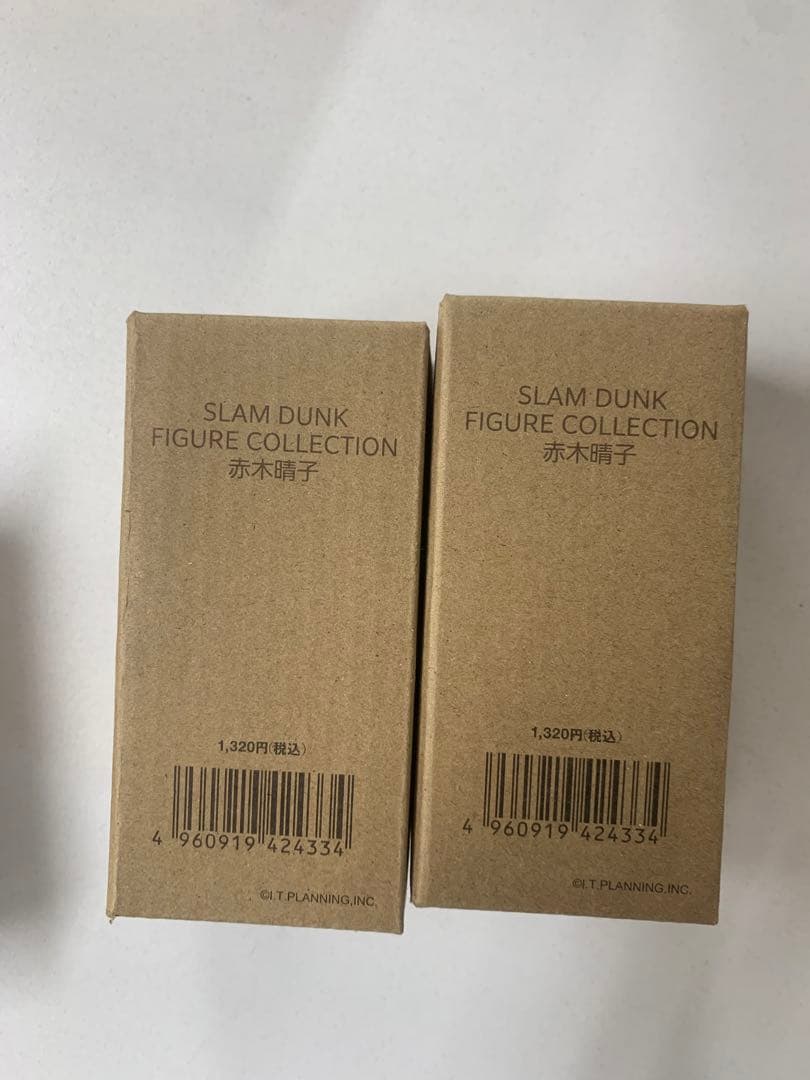 SLAM DUNK
FIGURE COLLECTION
赤木晴子
1,320円(税込)
4 960919 424334
©I.T.PLANNING,INC.
SLAM DUNK
FIGURE COLLECTION
赤木晴子
1,320円(税込)
4 960919 424334
©I.T.PLANNING,INC.